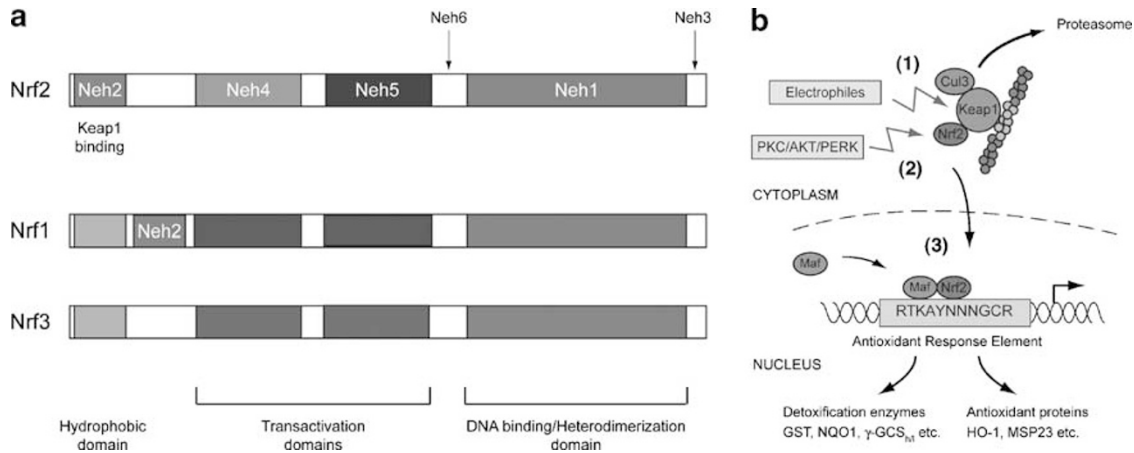 a
Neh6
Neh3
Nrf2
Neh2
Neh4
Neh5
Neh1
Keap1
binding
Nrf1
Neh2
Nrf3
Hydrophobic
domain
Transactivation
domains
DNA binding/Heterodimerization
domain
b
Proteasome
(1)
Cul3
Electrophiles
Keap1
Nrf2
PKC/AKT/PERK
(2)
CYTOPLASM
(3)
Maf
Maf
Nrf2
RTKAYNNNGCR
Antioxidant Response Element
NUCLEUS
Detoxification enzymes
GST, NQO1, γ-GCSh/l etc.
Antioxidant proteins
HO-1, MSP23 etc.